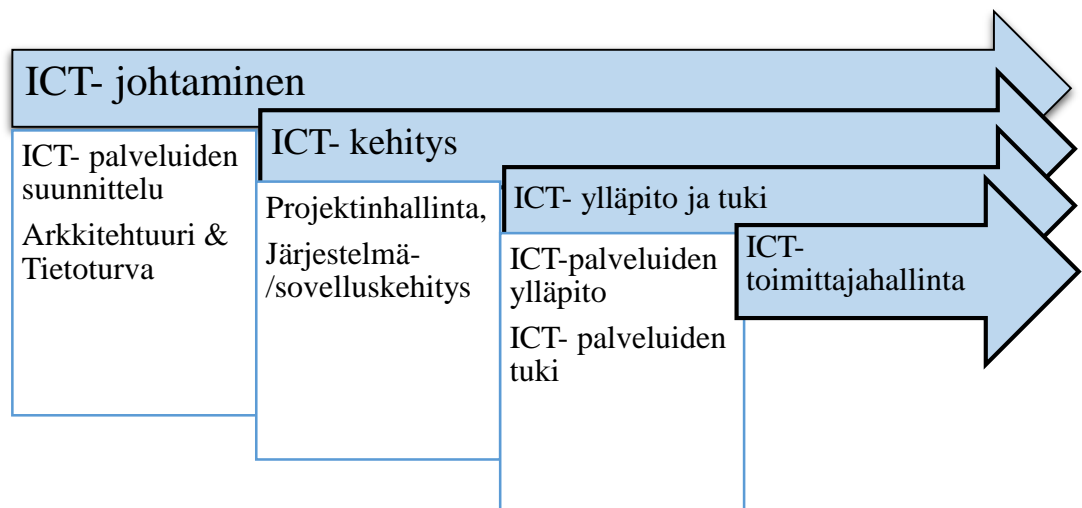 ICT- johtaminen
ICT- palveluiden
suunnittelu
Arkkitehtuuri &
Tietoturva
ICT- kehitys
Projektinhallinta,
Järjestelmä-
/sovelluskehitys
ICT- ylläpito ja tuki
ICT-palveluiden
ylläpito
ICT- palveluiden
tuki
ICT-
toimittajahallinta